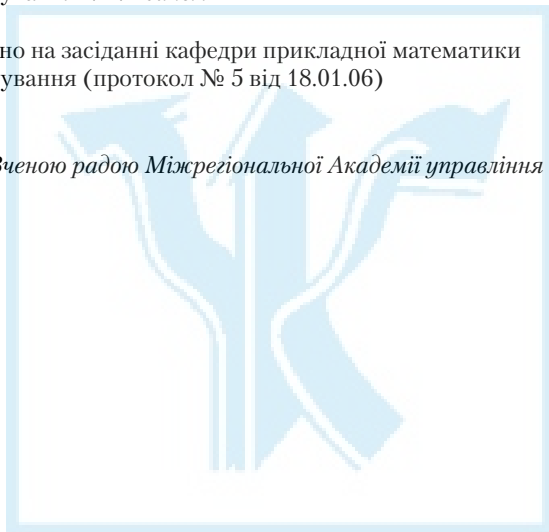 но на засіданні кафедри прикладної математики
ування (протокол № 5 від 18.01.06)
Вченою радою Міжрегіональної Академії управління